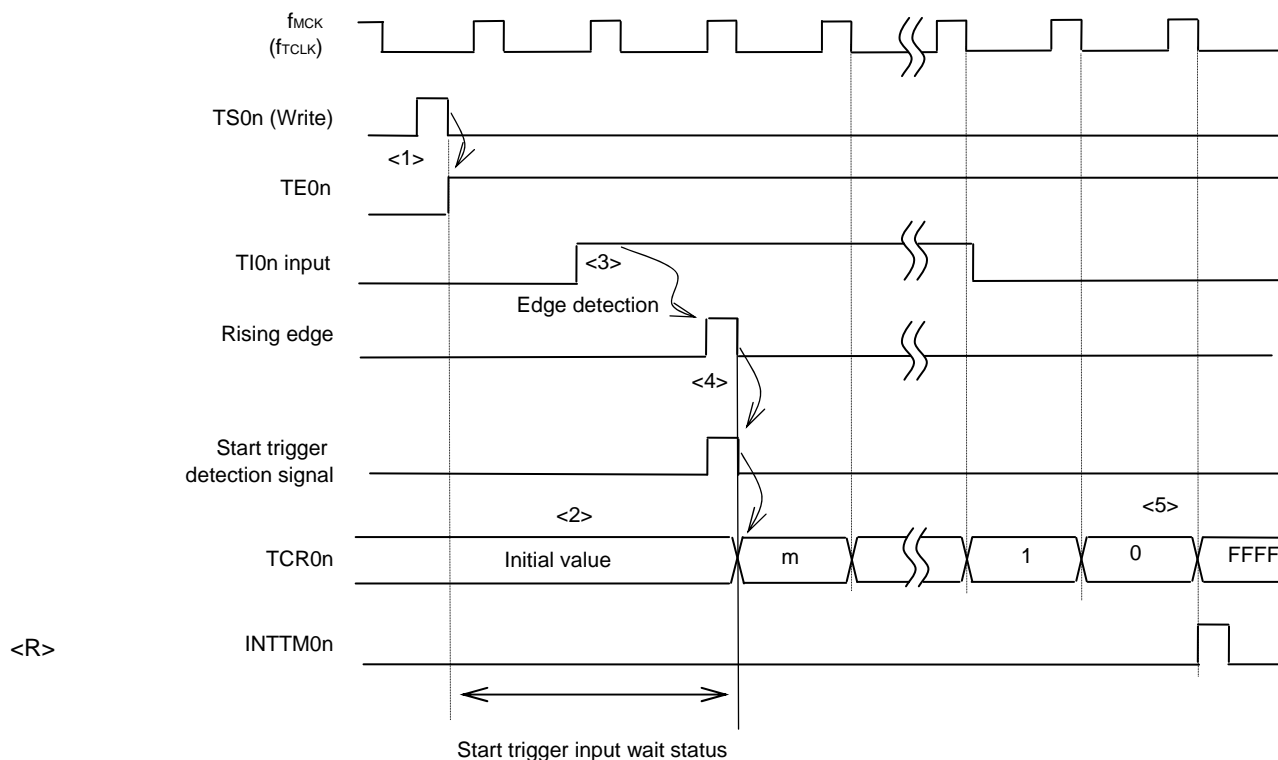 fMCK
(fTCLK)
TS0n (Write)
<1>
TE0n
TI0n input
<3>
Edge detection
Rising edge
<4>
Start trigger
detection signal
<2>
<5>
TCR0n
Initial value
m
1
0
FFFF
<R>
INTTM0n
Start trigger input wait status